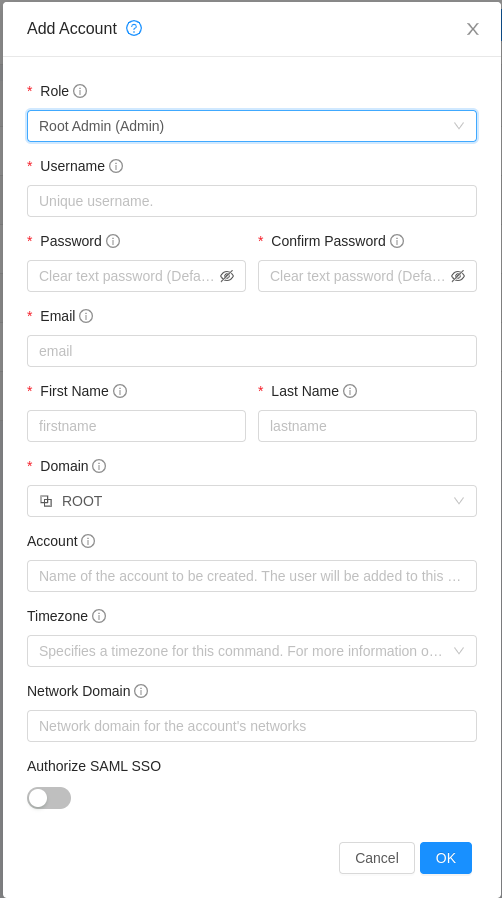 Add Account
* Role
Root Admin (Admin)
* Username
Unique username.
* Password * Confirm Password
Clear text password (Defa… Clear text password (Defa…
* Email
email
* First Name * Last Name
firstname lastname
* Domain
ROOT
Account
Name of the account to be created. The user will be added to this …
Timezone
Specifies a timezone for this command. For more information o…
Network Domain
Network domain for the account's networks
Authorize SAML SSO
Cancel OK